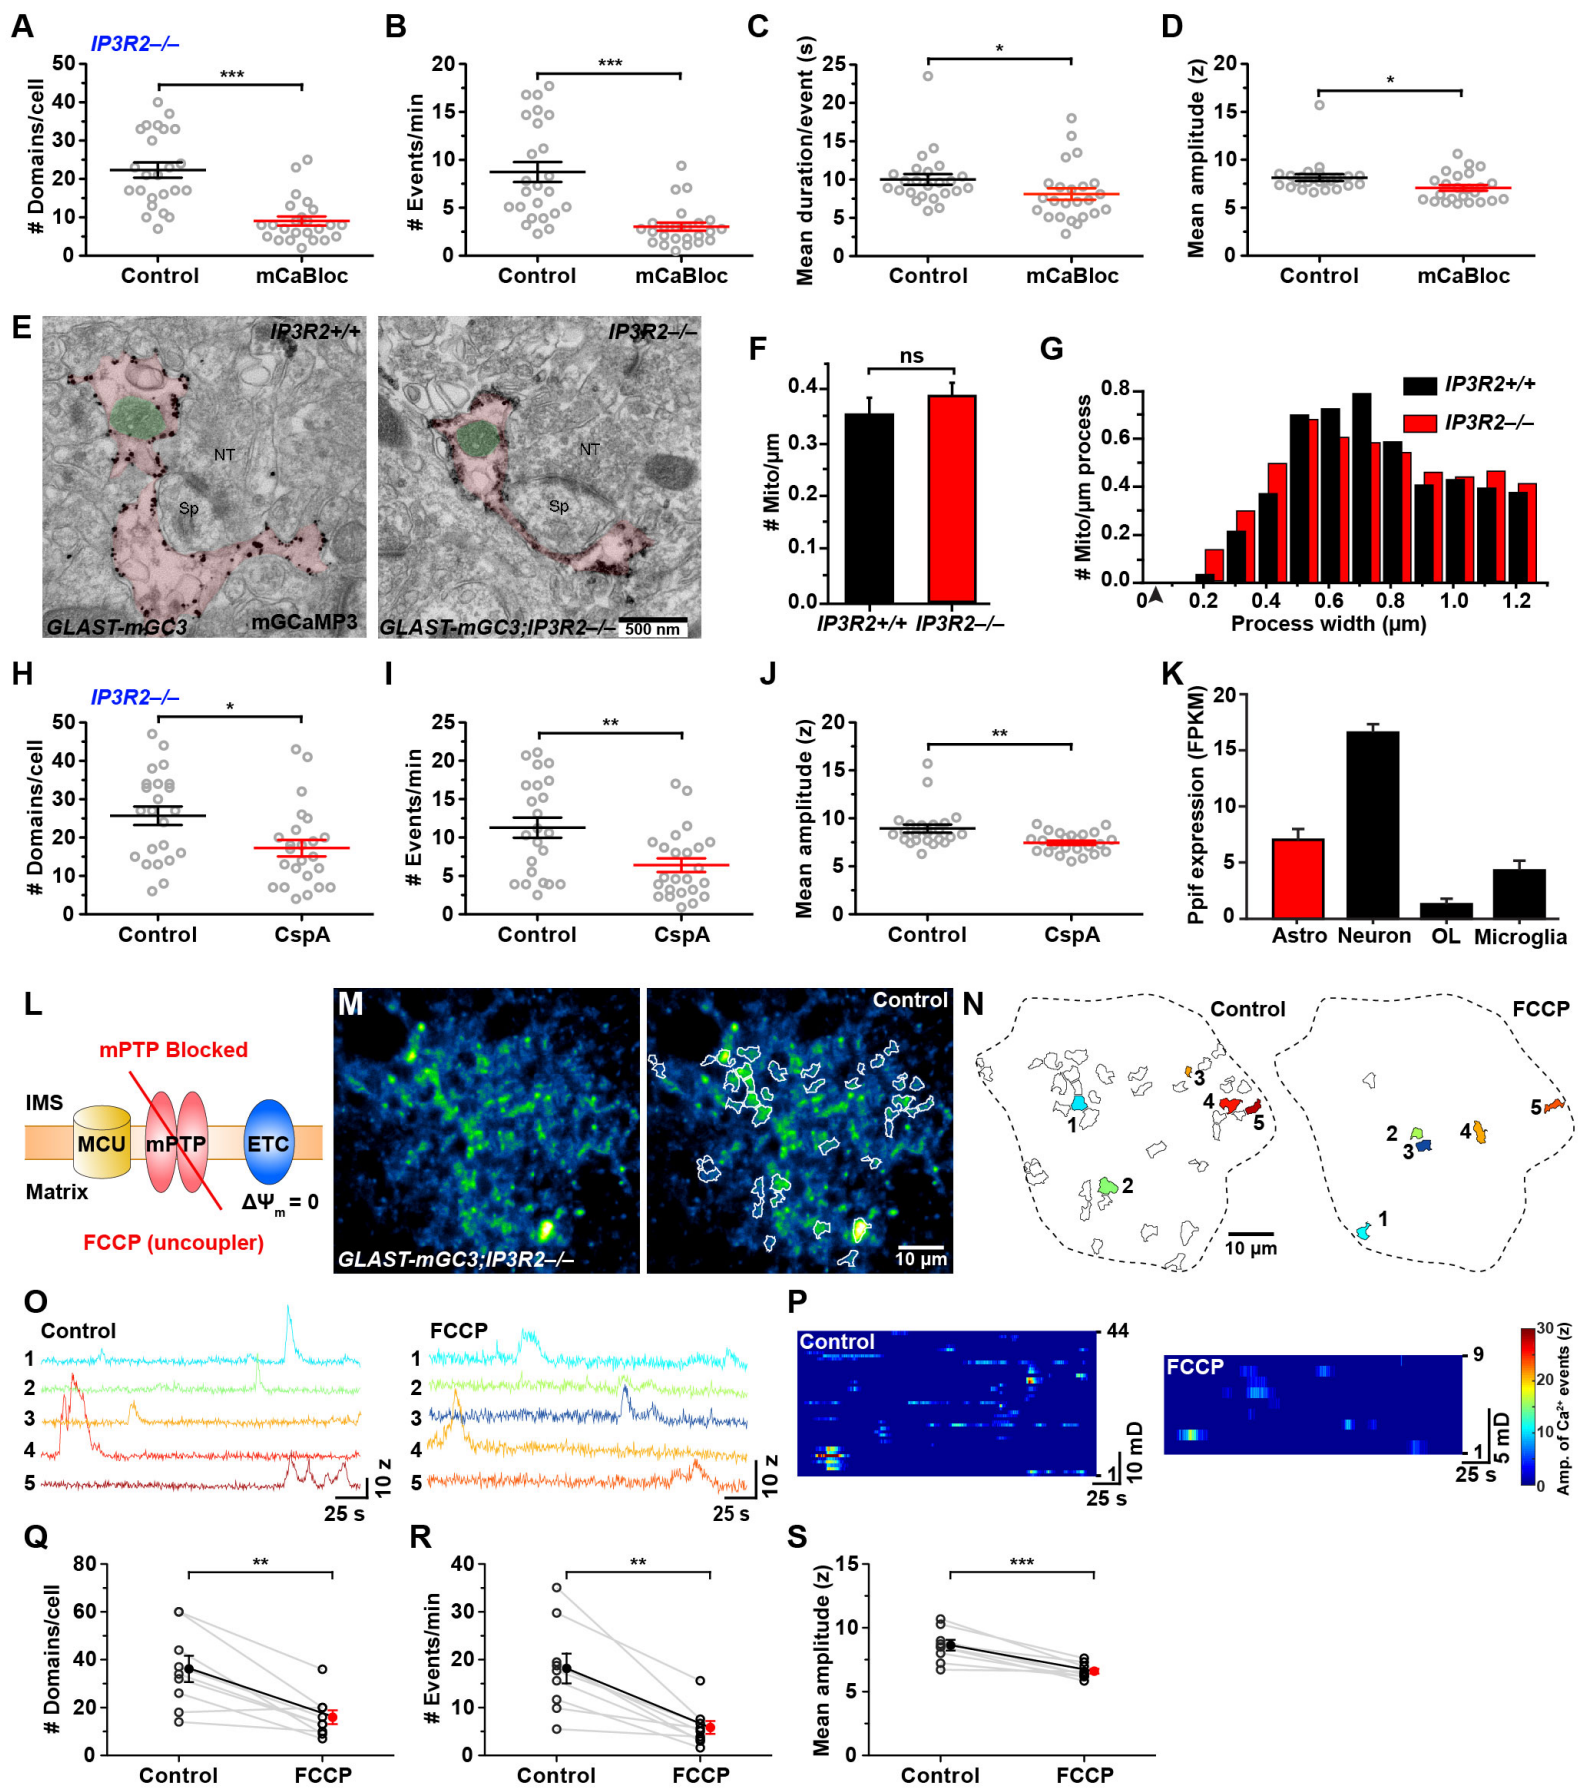 A
B
C
D
IP3R2–/–
# Domains/cell
50
40
30
20
10
0
***
Control
mCaBloc
# Events/min
20
15
10
5
0
***
Control
mCaBloc
Mean duration/event (s)
25
20
15
10
5
0
*
Control
mCaBloc
Mean amplitude (z)
20
15
10
5
0
*
Control
mCaBloc
E
IP3R2+/+
NT
Sp
GLAST-mGC3
mGCaMP3
IP3R2–/–
NT
Sp
GLAST-mGC3;IP3R2–/–
500 nm
F
# Mito/µm
0.4
0.3
0.2
0.1
0.0
ns
IP3R2+/+
IP3R2–/–
G
# Mito/µm process
0.8
0.6
0.4
0.2
0.0
IP3R2+/+
IP3R2–/–
0
0.2
0.4
0.6
0.8
1.0
1.2
Process width (µm)
H
IP3R2–/–
# Domains/cell
50
40
30
20
10
0
*
Control
CspA
I
# Events/min
25
20
15
10
5
0
**
Control
CspA
J
Mean amplitude (z)
20
15
10
5
0
**
Control
CspA
K
Ppif expression (FPKM)
20
15
10
5
0
Astro
Neuron
OL
Microglia
L
mPTP Blocked
IMS
MCU
mPTP
ETC
Matrix
ΔΨm = 0
FCCP (uncoupler)
M
GLAST-mGC3;IP3R2–/–
Control
10 µm
N
Control
3
4
1
5
2
10 µm
FCCP
5
2
4
3
1
O
Control
1
2
3
4
5
10 z
25 s
FCCP
1
2
3
4
5
10 z
25 s
P
Control
44
1
10 mD
25 s
FCCP
9
1
5 mD
25 s
30
20
10
0
Amp. of Ca²⁺ events (z)
Q
# Domains/cell
80
60
40
20
0
**
Control
FCCP
R
# Events/min
40
30
20
10
0
**
Control
FCCP
S
Mean amplitude (z)
15
10
5
0
***
Control
FCCP